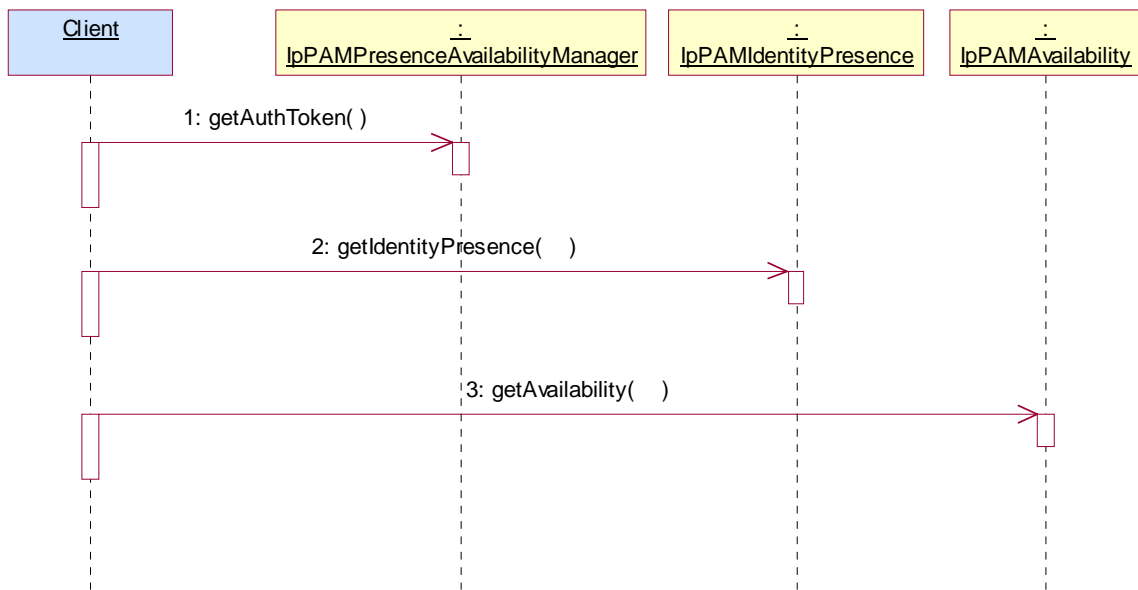 Client
:
IpPAMPresenceAvailabilityManager
:
IpPAMIdentityPresence
:
IpPAMAvailability
1: getAuthToken( )
2: getIdentityPresence(    )
3: getAvailability(    )